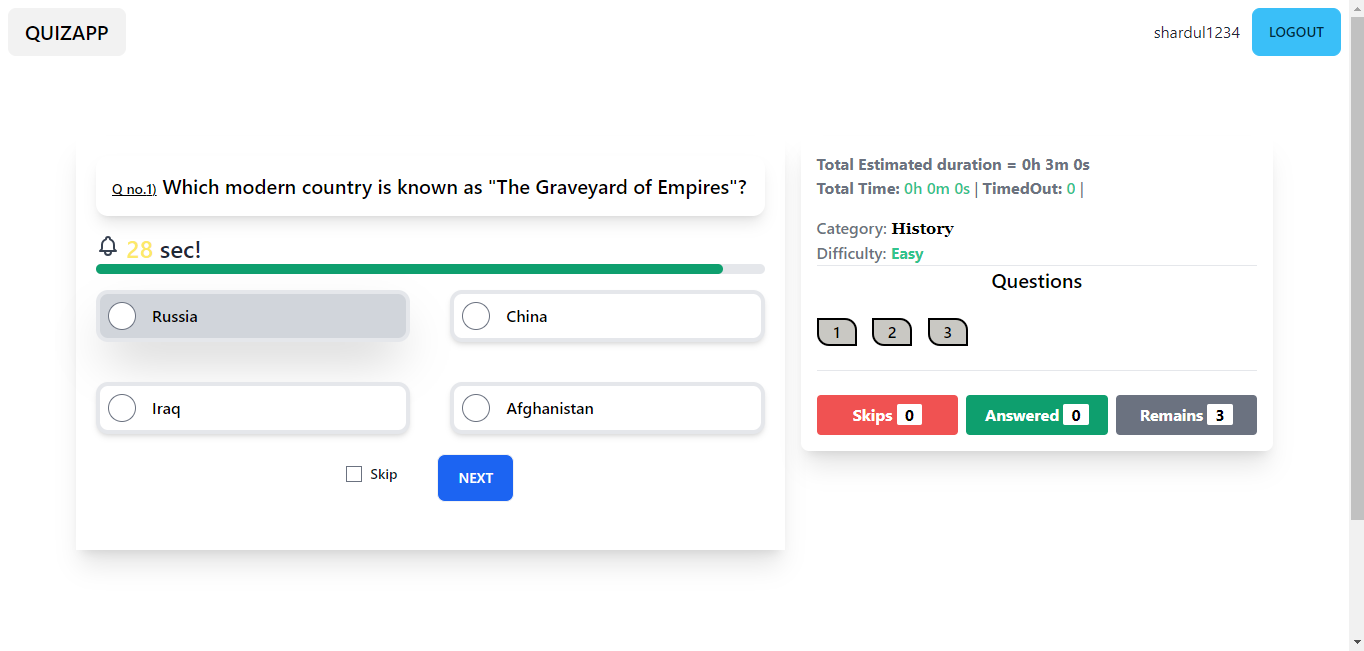 QUIZAPP
shardul1234
LOGOUT
Q no.1) Which modern country is known as "The Graveyard of Empires"?
28 sec!
Russia
China
Iraq
Afghanistan
Skip
NEXT
Total Estimated duration = 0h 3m 0s
Total Time: 0h 0m 0s | TimedOut: 0 |
Category: History
Difficulty: Easy
Questions
1 2 3
Skips 0 Answered 0 Remains 3